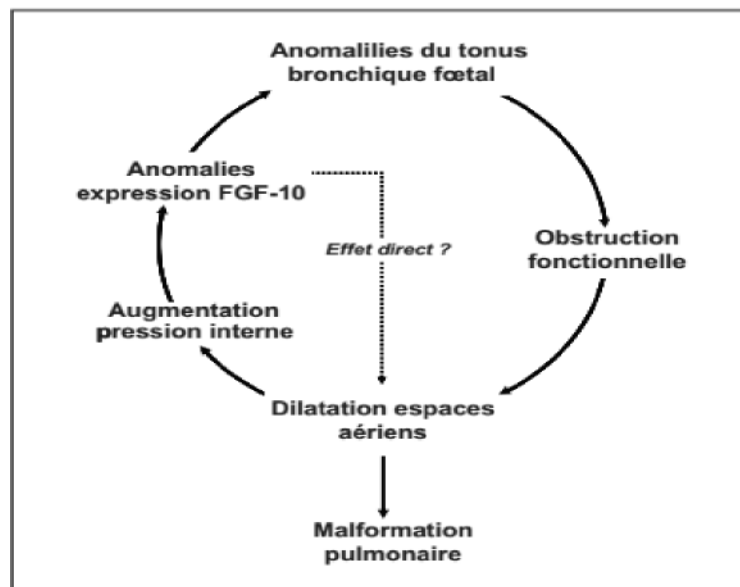 Anomalilies du tonus
bronchique fœtal
Anomalies
expression FGF-10
Effet direct ?
Obstruction
fonctionnelle
Augmentation
pression interne
Dilatation espaces
aériens
Malformation
pulmonaire